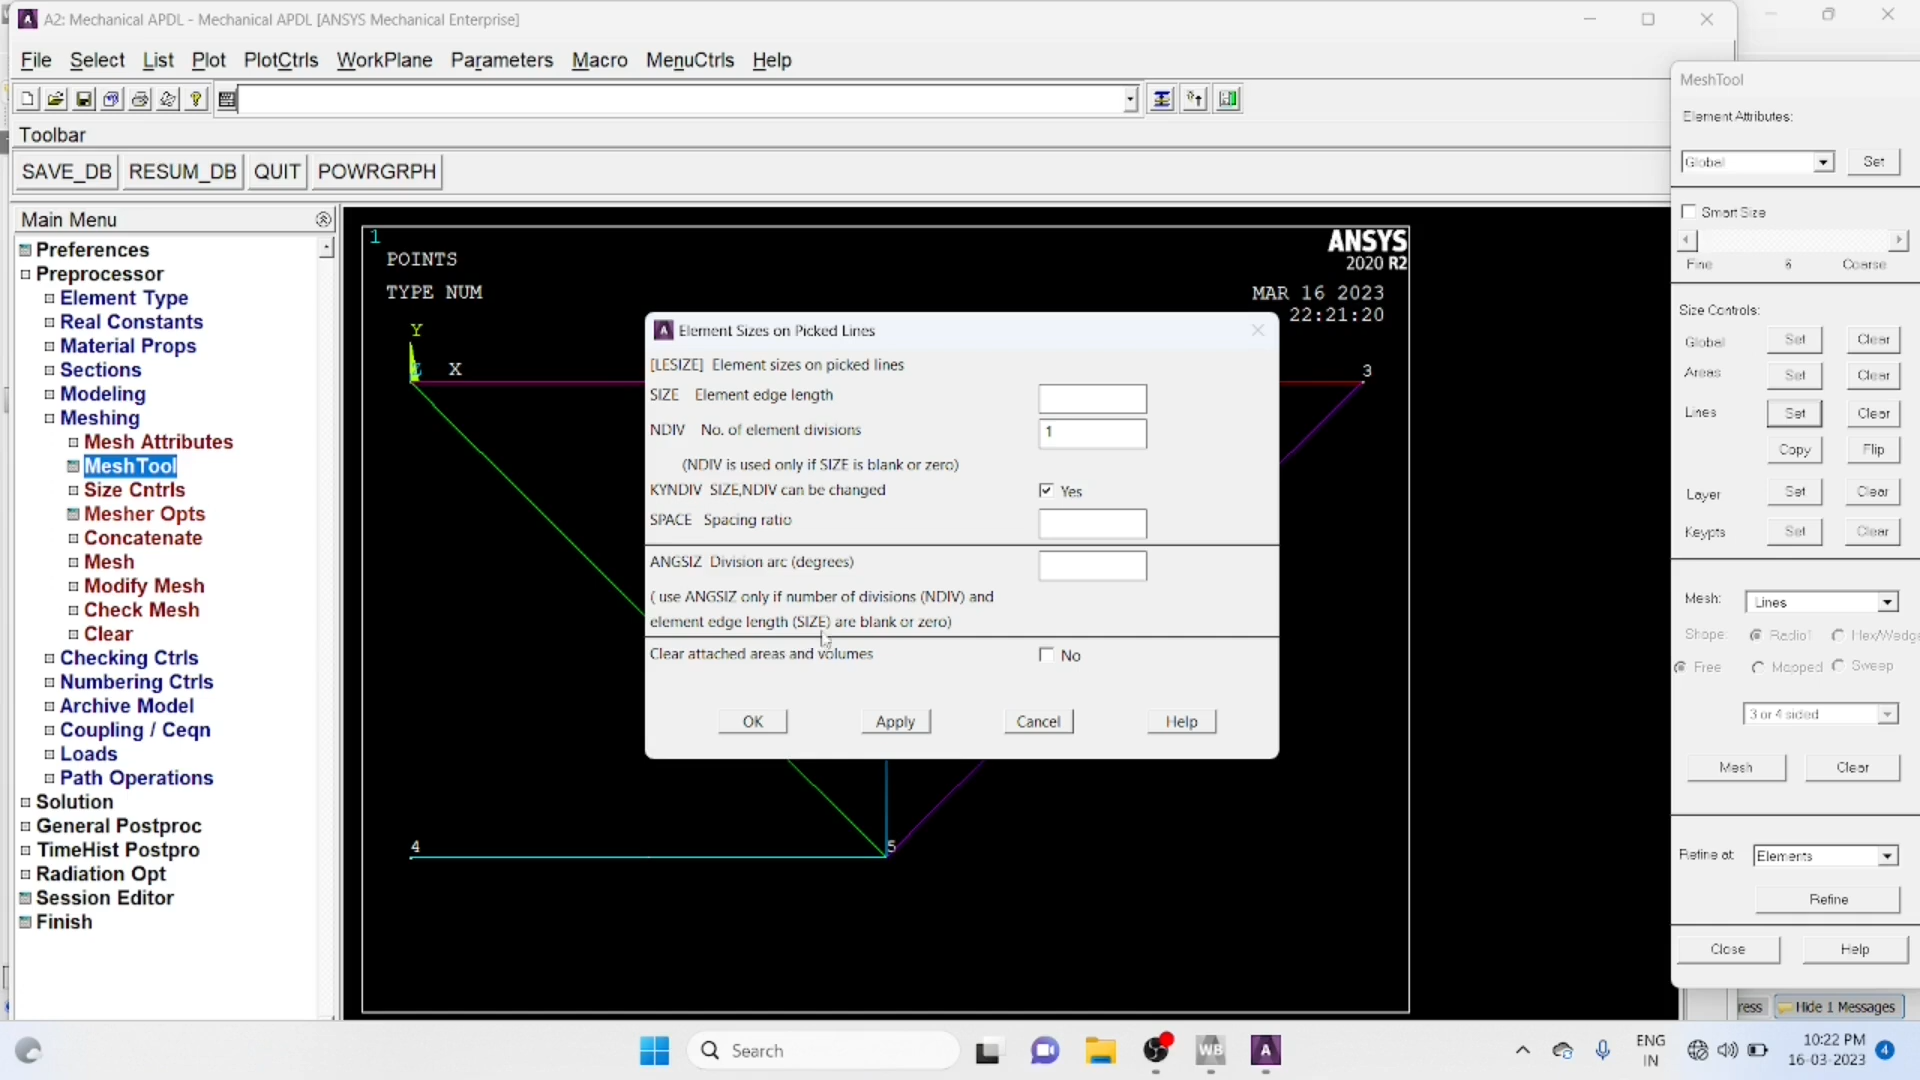 A2: Mechanical APDL - Mechanical APDL [ANSYS Mechanical Enterprise]
File Select List Plot PlotCtrls WorkPlane Parameters Macro MenuCtrls Help
Toolbar
SAVE_DB RESUM_DB QUIT POWRGRPH
Main Menu
Preferences
Preprocessor
Element Type
Real Constants
Material Props
Sections
Modeling
Meshing
Mesh Attributes
MeshTool
Size Cntrls
Mesher Opts
Concatenate
Mesh
Modify Mesh
Check Mesh
Clear
Checking Ctrls
Numbering Ctrls
Archive Model
Coupling / Ceqn
Loads
Path Operations
Solution
General Postproc
TimeHist Postpro
Radiation Opt
Session Editor
Finish
1
POINTS
TYPE NUM
ANSYS
2020 R2
MAR 16 2023
22:21:20
Y
X
3
4
5
Element Sizes on Picked Lines
[LESIZE] Element sizes on picked lines
SIZE Element edge length
NDIV No. of element divisions 1
(NDIV is used only if SIZE is blank or zero)
KYNDIV SIZE,NDIV can be changed Yes
SPACE Spacing ratio
ANGSIZ Division arc (degrees)
( use ANGSIZ only if number of divisions (NDIV) and
element edge length (SIZE) are blank or zero)
Clear attached areas and volumes No
OK Apply Cancel Help
MeshTool
Element Attributes:
Global Set
Smart Size
Fine 6 Coarse
Size Controls:
Global Set Clear
Areas Set Clear
Lines Set Clear
Copy Flip
Layer Set Clear
Keypts Set Clear
Mesh: Lines
Shape: Hex/Wedge
Free Mapped Sweep
3 or 4 sided
Mesh Clear
Refine at: Elements
Refine
Close Help
ress Hide 1 Messages
Search
WB
A
ENG
IN
10:22 PM
16-03-2023
4